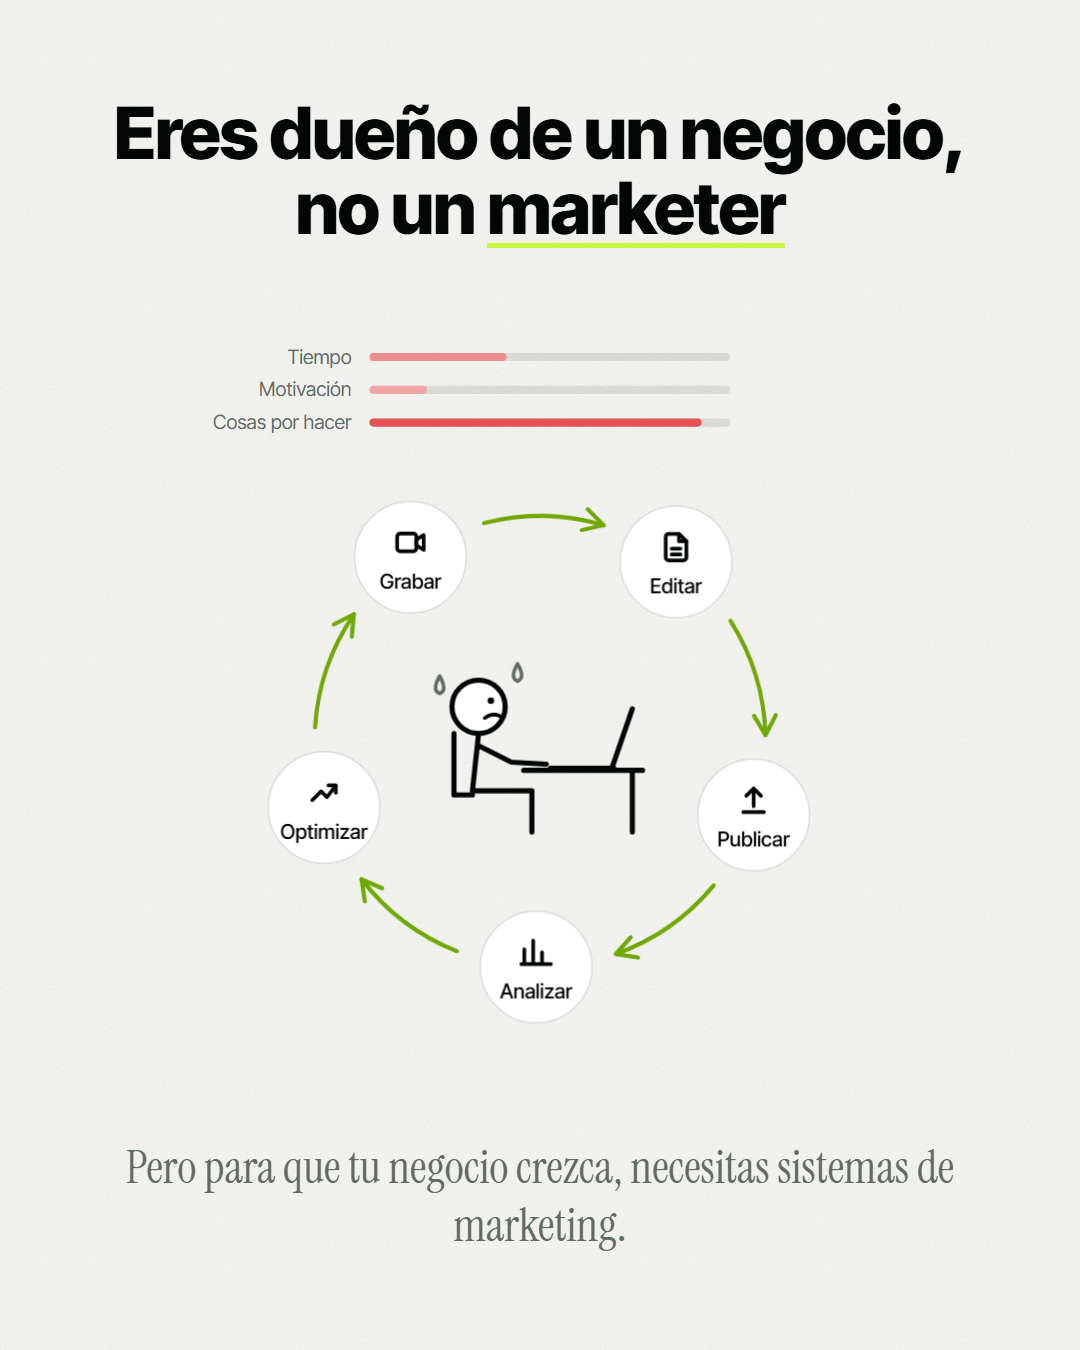 Eres dueño de un negocio,
no un marketer
Tiempo
Motivación
Cosas por hacer
Grabar
Editar
Optimizar
Publicar
Analizar
Pero para que tu negocio crezca, necesitas sistemas de
marketing.